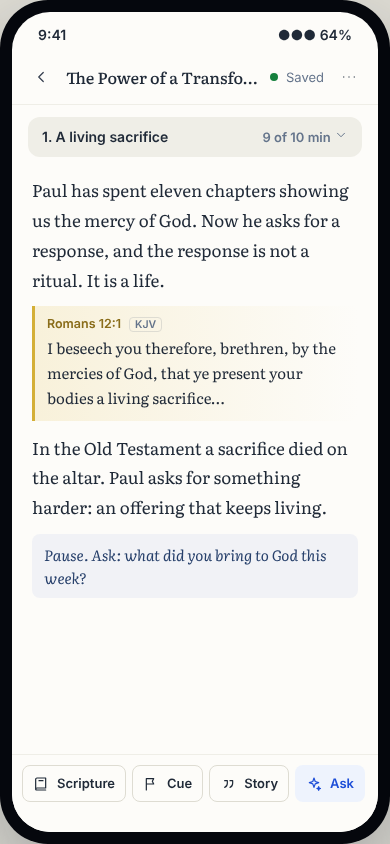 9:41
64%
The Power of a Transfo...
Saved
1. A living sacrifice
9 of 10 min
Paul has spent eleven chapters showing
us the mercy of God. Now he asks for a
response, and the response is not a
ritual. It is a life.
Romans 12:1 KJV
I beseech you therefore, brethren, by the
mercies of God, that ye present your
bodies a living sacrifice...
In the Old Testament a sacrifice died on
the altar. Paul asks for something
harder: an offering that keeps living.
Pause. Ask: what did you bring to God this
week?
Scripture
Cue
Story
Ask